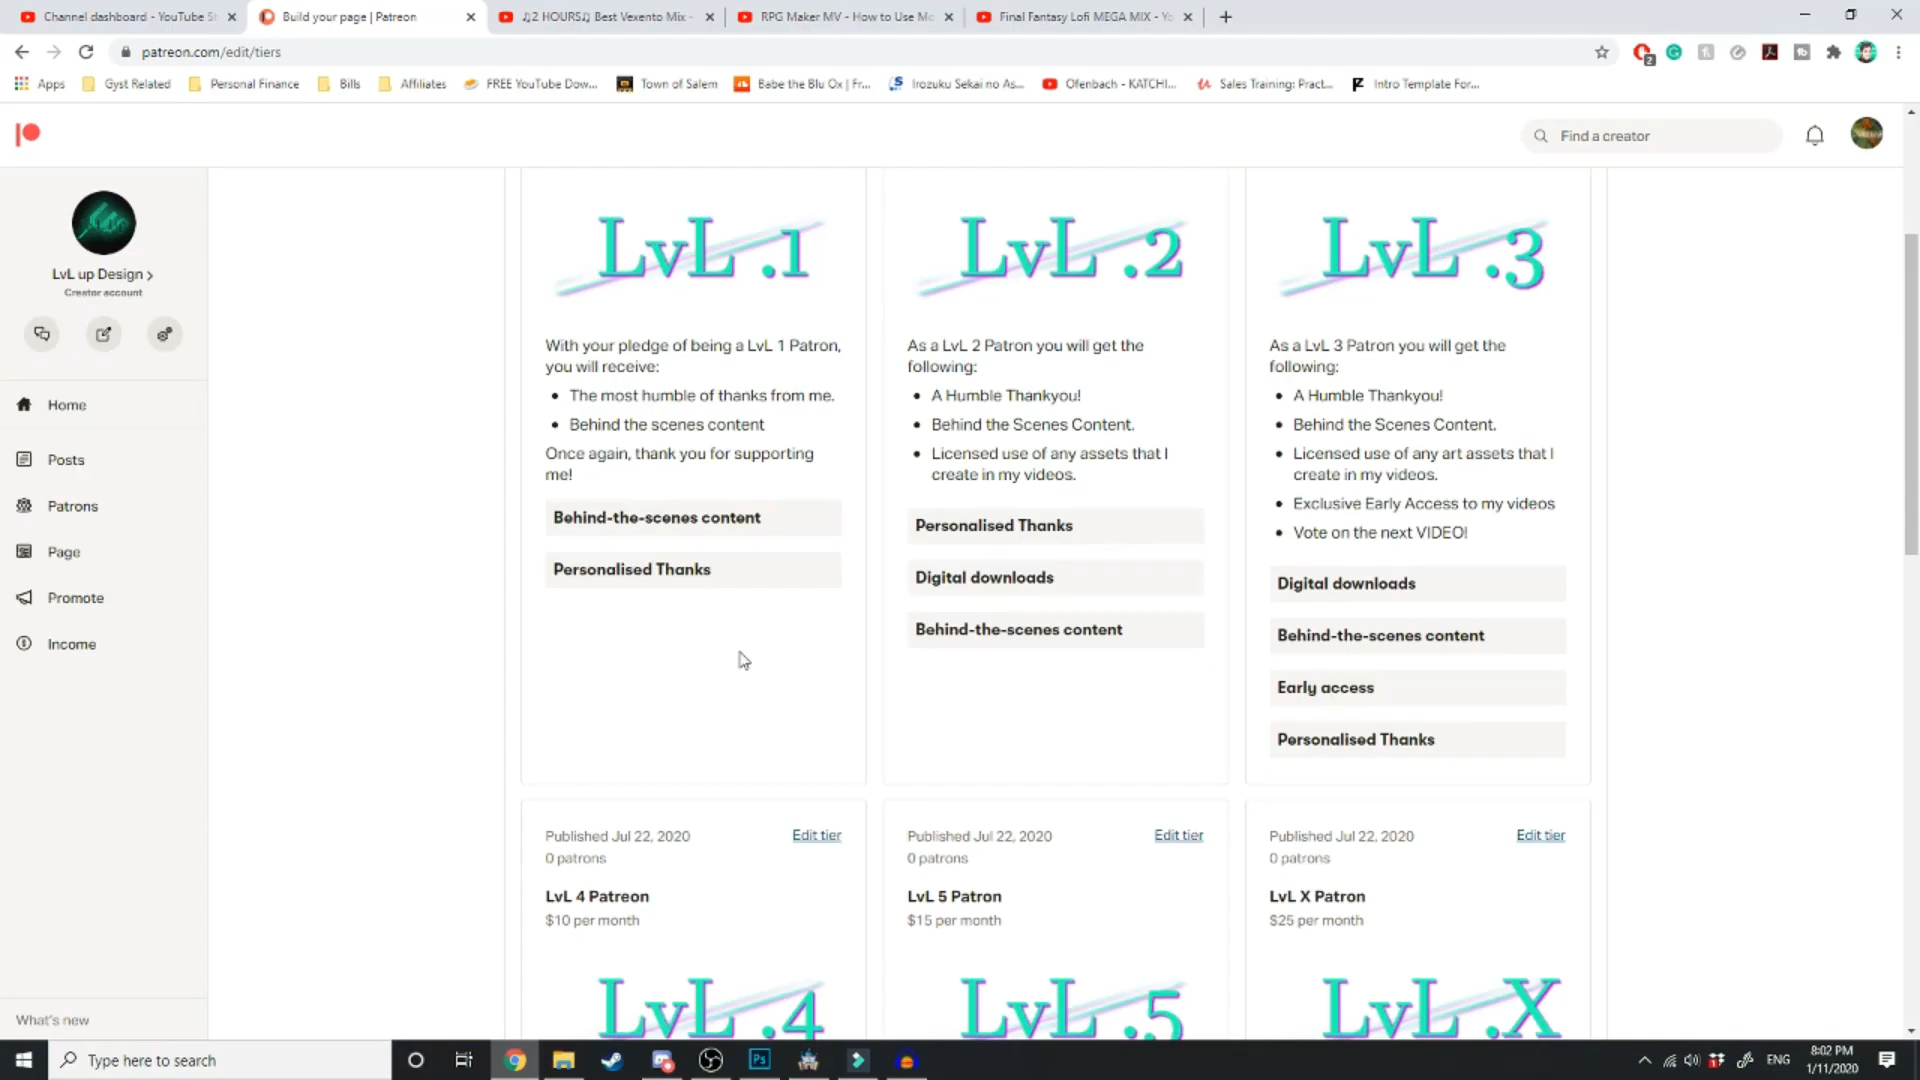 Channel dashboard - YouTube St
Build your page | Patreon
♫2 HOURS♫ Best Vexento Mix -
RPG Maker MV - How to Use Mo
Final Fantasy Lofi MEGA MIX - Yo
patreon.com/edit/tiers
2
Apps
Gyst Related
Personal Finance
Bills
Affiliates
FREE YouTube Dow...
Town of Salem
Babe the Blu Ox | Fr...
Irozuku Sekai no As...
Ofenbach - KATCHI...
Sales Training: Pract...
Intro Template For...
Find a creator
LvL up Design
Creator account
Home
Posts
Patrons
Page
Promote
Income
What's new
LvL .1
With your pledge of being a LvL 1 Patron,
you will receive:
• The most humble of thanks from me.
• Behind the scenes content
Once again, thank you for supporting
me!
Behind-the-scenes content
Personalised Thanks
LvL .2
As a LvL 2 Patron you will get the
following:
• A Humble Thankyou!
• Behind the Scenes Content.
• Licensed use of any assets that I
create in my videos.
Personalised Thanks
Digital downloads
Behind-the-scenes content
LvL .3
As a LvL 3 Patron you will get the
following:
• A Humble Thankyou!
• Behind the Scenes Content.
• Licensed use of any art assets that I
create in my videos.
• Exclusive Early Access to my videos
• Vote on the next VIDEO!
Digital downloads
Behind-the-scenes content
Early access
Personalised Thanks
Published Jul 22, 2020
Edit tier
0 patrons
LvL 4 Patreon
$10 per month
LvL .4
Published Jul 22, 2020
Edit tier
0 patrons
LvL 5 Patron
$15 per month
LvL .5
Published Jul 22, 2020
Edit tier
0 patrons
LvL X Patron
$25 per month
LvL .X
Type here to search
Ps
ENG
8:02 PM
1/11/2020